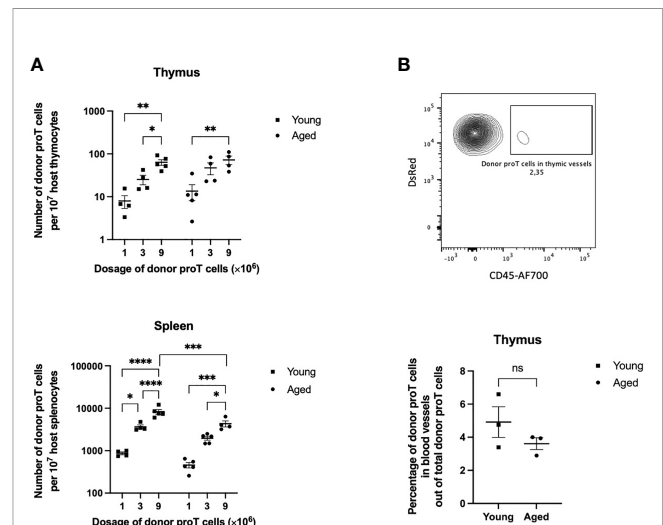 A
Thymus
Number of donor proT cells
per 10⁷ host thymocytes
1000
100
10
1
** 
*
**
Young
Aged
1 3 9 1 3 9
Dosage of donor proT cells (×10⁶)
B
DsRed
10⁵
10⁴
10³
0
Donor proT cells in thymic vessels
2,35
-10³ 0 10³ 10⁴ 10⁵
CD45-AF700
Spleen
Number of donor proT cells
per 10⁷ host splenocytes
100000
10000
1000
100
***
****
****
*
***
*
Young
Aged
1 3 9 1 3 9
Dosage of donor proT cells (×10⁶)
Thymus
Percentage of donor proT cells
in blood vessels
out of total donor proT cells
8
6
4
2
0
ns
Young
Aged
Young Aged